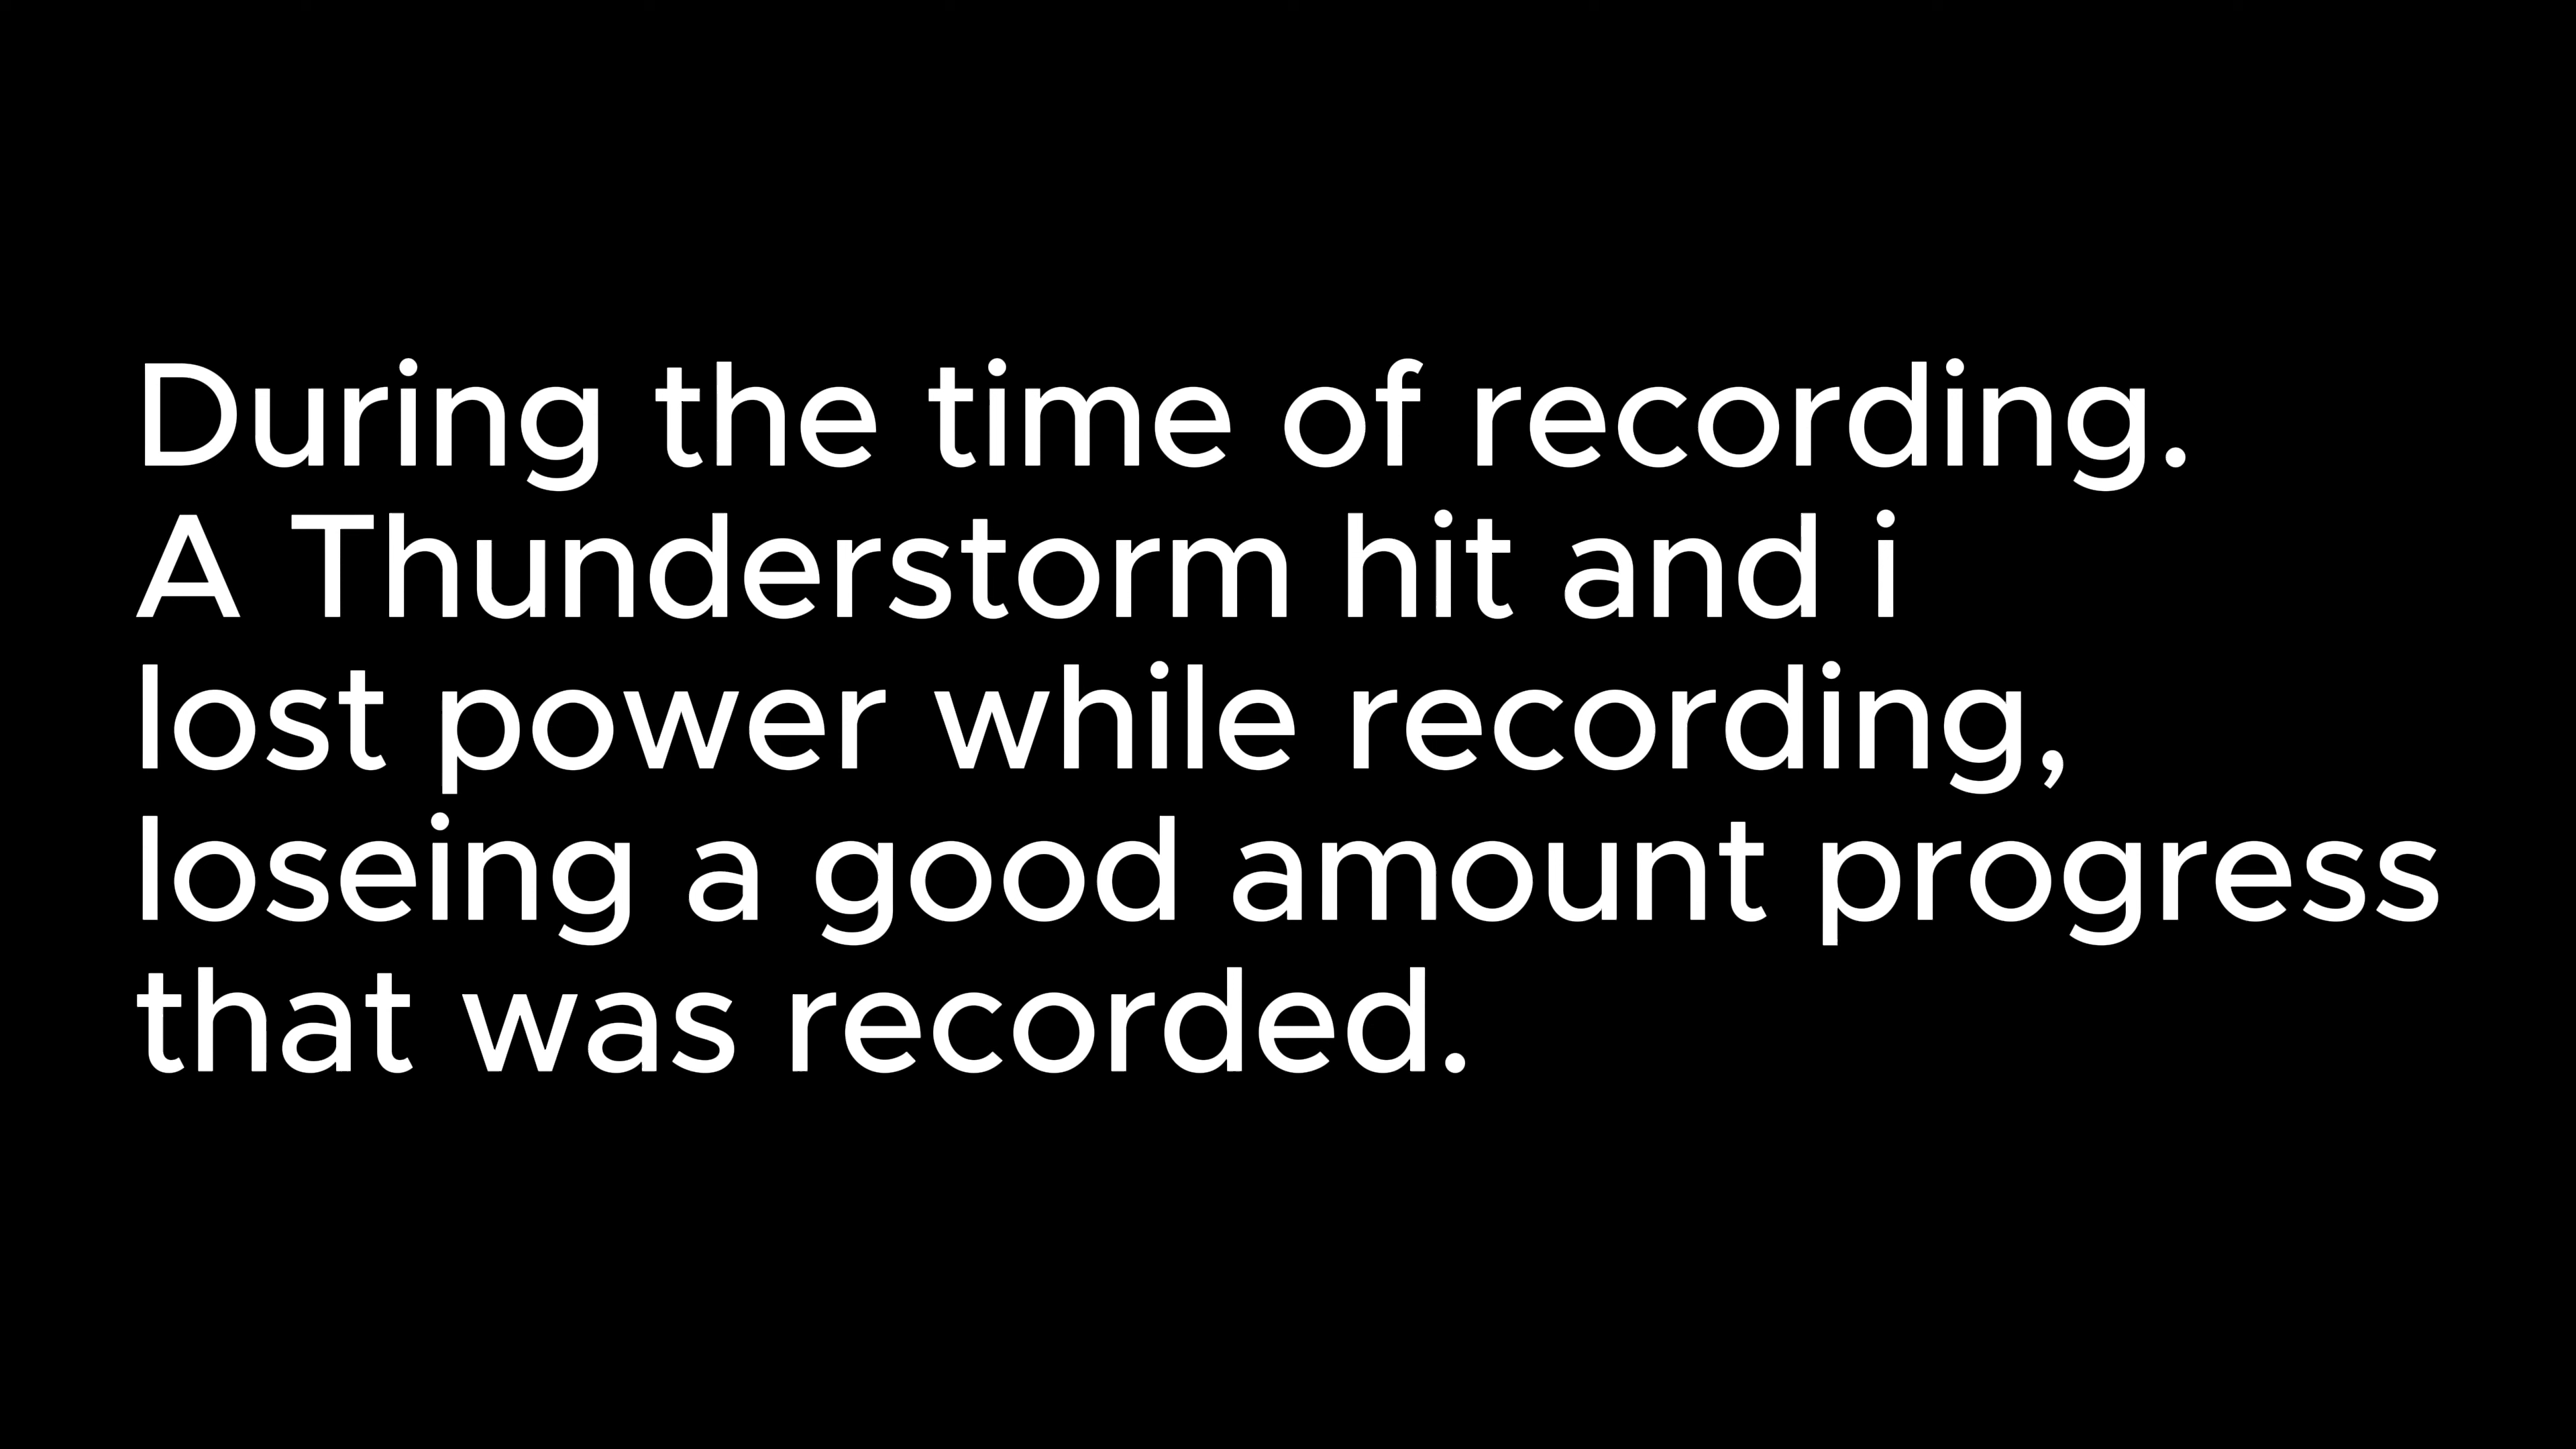 During the time of recording.
A Thunderstorm hit and i
lost power while recording,
loseing a good amount progress
that was recorded.